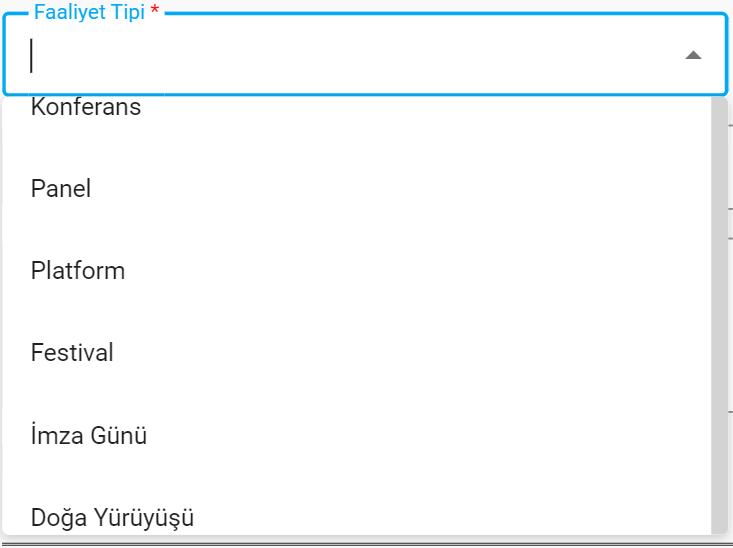 Faaliyet Tipi *
Konferans
Panel
Platform
Festival
İmza Günü
Doğa Yürüyüşü